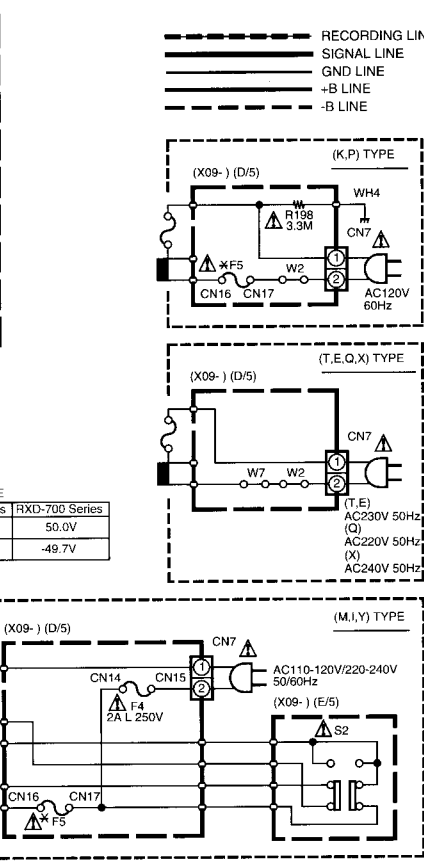 RECORDING LIN
SIGNAL LINE
GND LINE
+B LINE
-B LINE
(K,P) TYPE
(X09- ) (D/5)
WH4
R198
3.3M
CN7
1
F5
W2
2
CN16 CN17
AC120V
60Hz
(T,E,Q,X) TYPE
(X09- ) (D/5)
CN7
1
W7 W2
2
(T,E)
AC230V 50Hz
(Q)
AC220V 50Hz
(X)
AC240V 50Hz
E
s RXD-700 Series
50.0V
-49.7V
(M,I,Y) TYPE
(X09- ) (D/5)
CN7
1
AC110-120V/220-240V
50/60Hz
CN14 CN15
2
F4
2A L 250V
(X09- ) (E/5)
S2
CN16 CN17
F5